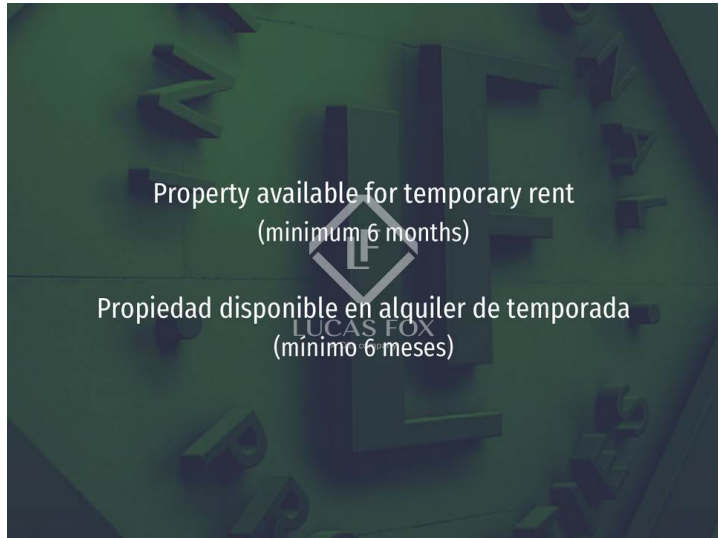 Property available for temporary rent
(minimum 6 months)
Propiedad disponible en alquiler de temporada
LUCAS FOX
(mínimo 6 meses)